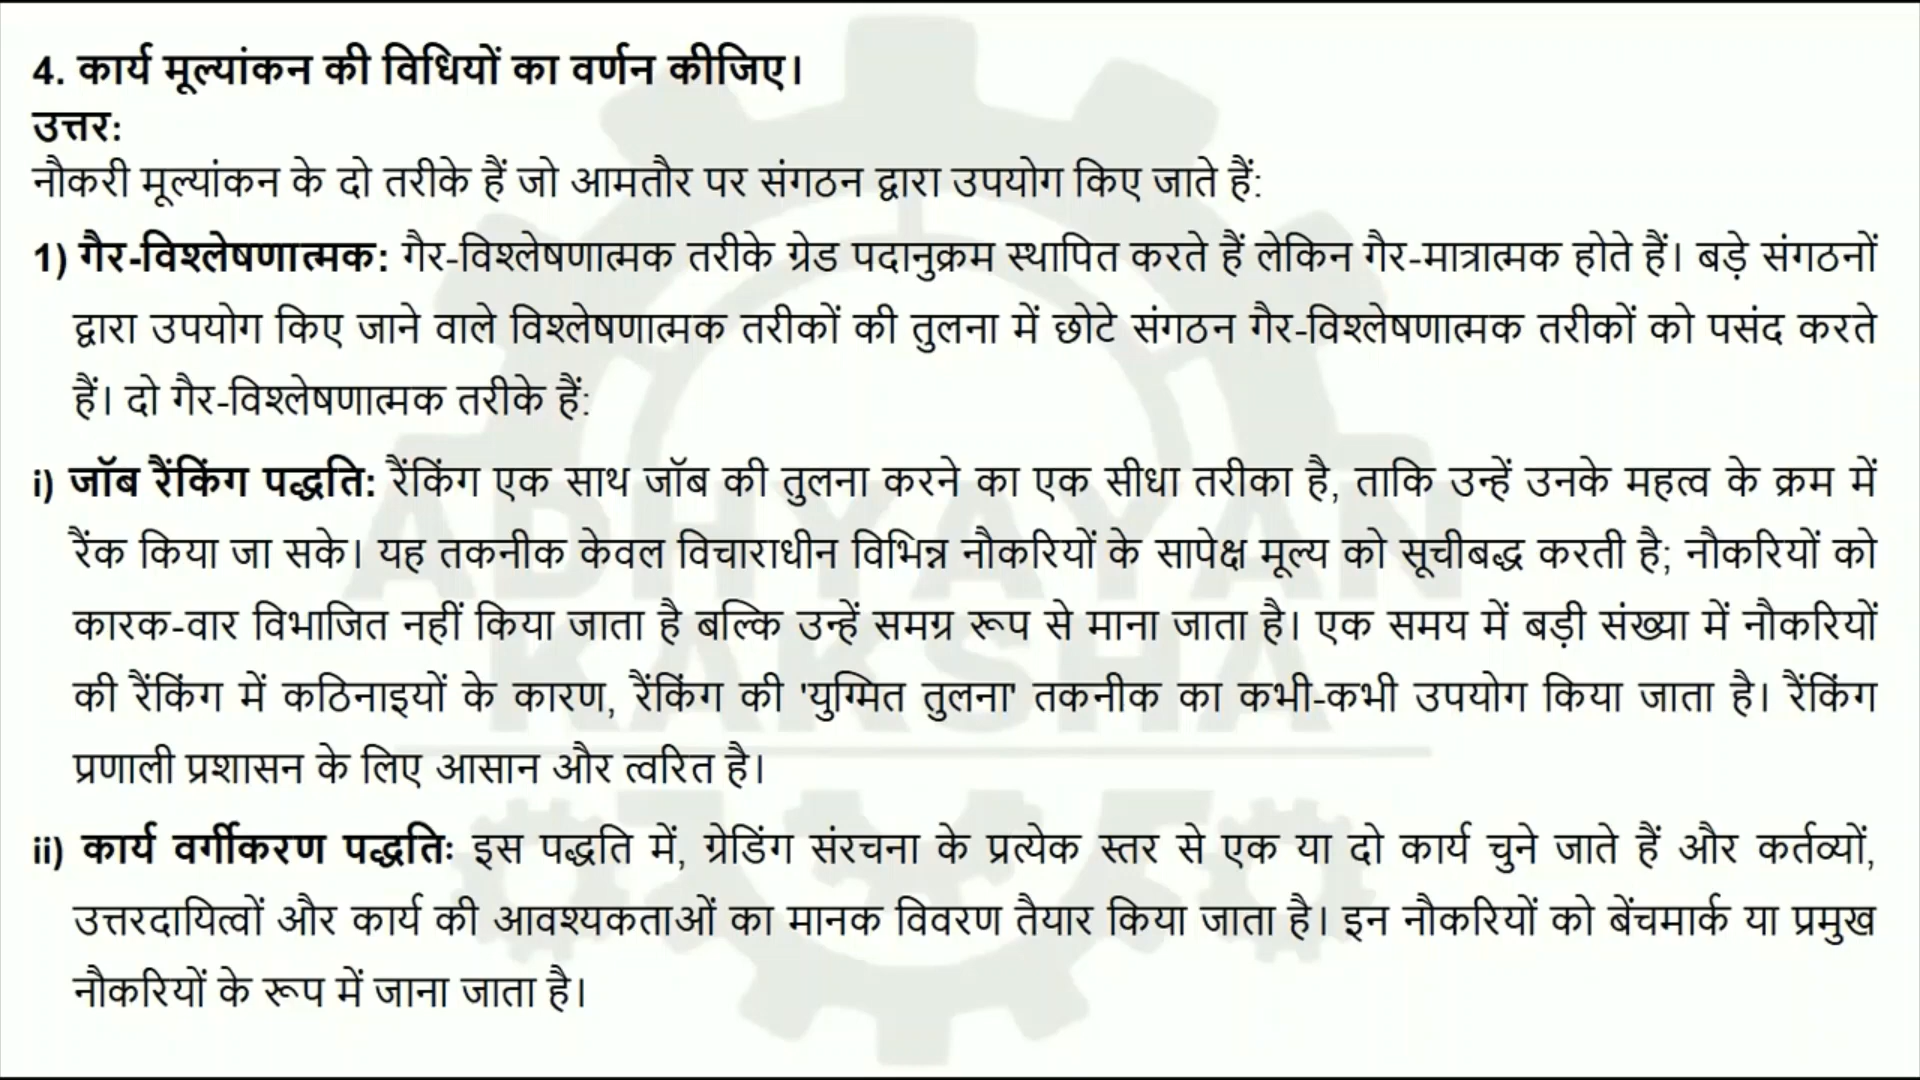 4. कार्य मूल्यांकन की विधियों का वर्णन कीजिए।
उत्तर:
नौकरी मूल्यांकन के दो तरीके हैं जो आमतौर पर संगठन द्वारा उपयोग किए जाते हैं:
1) गैर-विश्लेषणात्मक: गैर-विश्लेषणात्मक तरीके ग्रेड पदानुक्रम स्थापित करते हैं लेकिन गैर-मात्रात्मक होते हैं। बड़े संगठनों
द्वारा उपयोग किए जाने वाले विश्लेषणात्मक तरीकों की तुलना में छोटे संगठन गैर-विश्लेषणात्मक तरीकों को पसंद करते
हैं। दो गैर-विश्लेषणात्मक तरीके हैं:
i) जॉब रैंकिंग पद्धति: रैंकिंग एक साथ जॉब की तुलना करने का एक सीधा तरीका है, ताकि उन्हें उनके महत्व के क्रम में
रैंक किया जा सके। यह तकनीक केवल विचाराधीन विभिन्न नौकरियों के सापेक्ष मूल्य को सूचीबद्ध करती है; नौकरियों को
कारक-वार विभाजित नहीं किया जाता है बल्कि उन्हें समग्र रूप से माना जाता है। एक समय में बड़ी संख्या में नौकरियों
की रैंकिंग में कठिनाइयों के कारण, रैंकिंग की 'युग्मित तुलना' तकनीक का कभी-कभी उपयोग किया जाता है। रैंकिंग
प्रणाली प्रशासन के लिए आसान और त्वरित है।
ii) कार्य वर्गीकरण पद्धतिः इस पद्धति में, ग्रेडिंग संरचना के प्रत्येक स्तर से एक या दो कार्य चुने जाते हैं और कर्तव्यों,
उत्तरदायित्वों और कार्य की आवश्यकताओं का मानक विवरण तैयार किया जाता है। इन नौकरियों को बेंचमार्क या प्रमुख
नौकरियों के रूप में जाना जाता है।
ADHYAYAN
KAKSHA